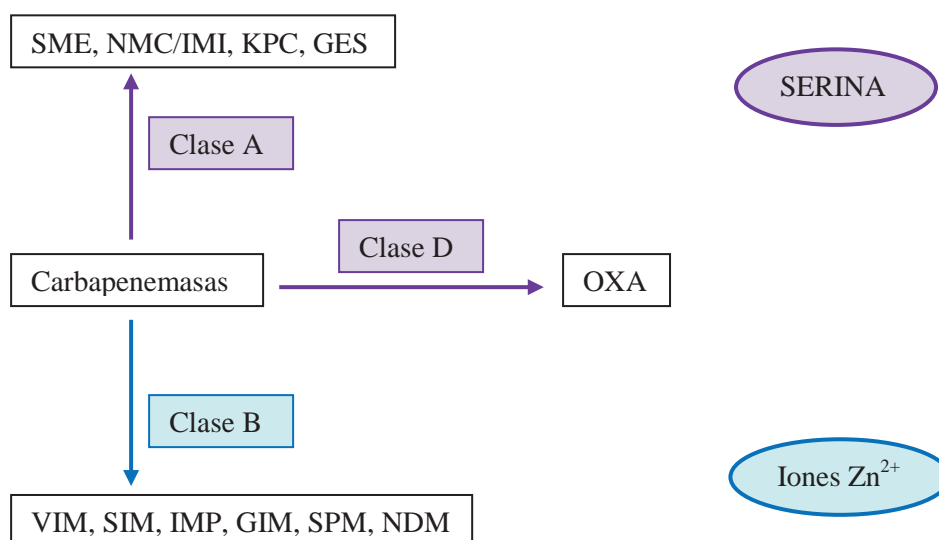 SME, NMC/IMI, KPC, GES
SERINA
Clase A
Clase D
Carbapenemasas
OXA
Clase B
Iones Zn²⁺
VIM, SIM, IMP, GIM, SPM, NDM